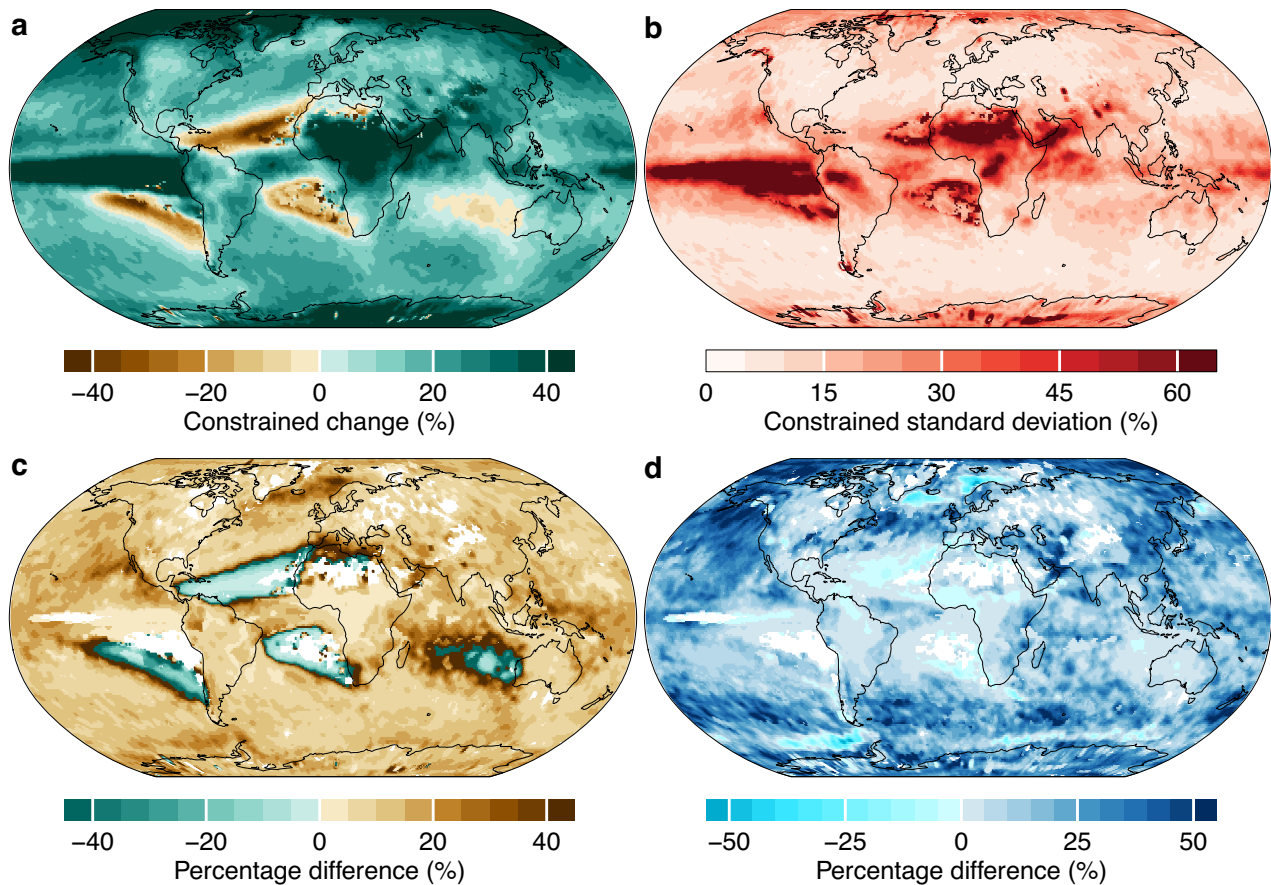 a
b
−40 −20 0 20 40
Constrained change (%)
0 15 30 45 60
Constrained standard deviation (%)
c
d
−40 −20 0 20 40
Percentage difference (%)
−50 −25 0 25 50
Percentage difference (%)